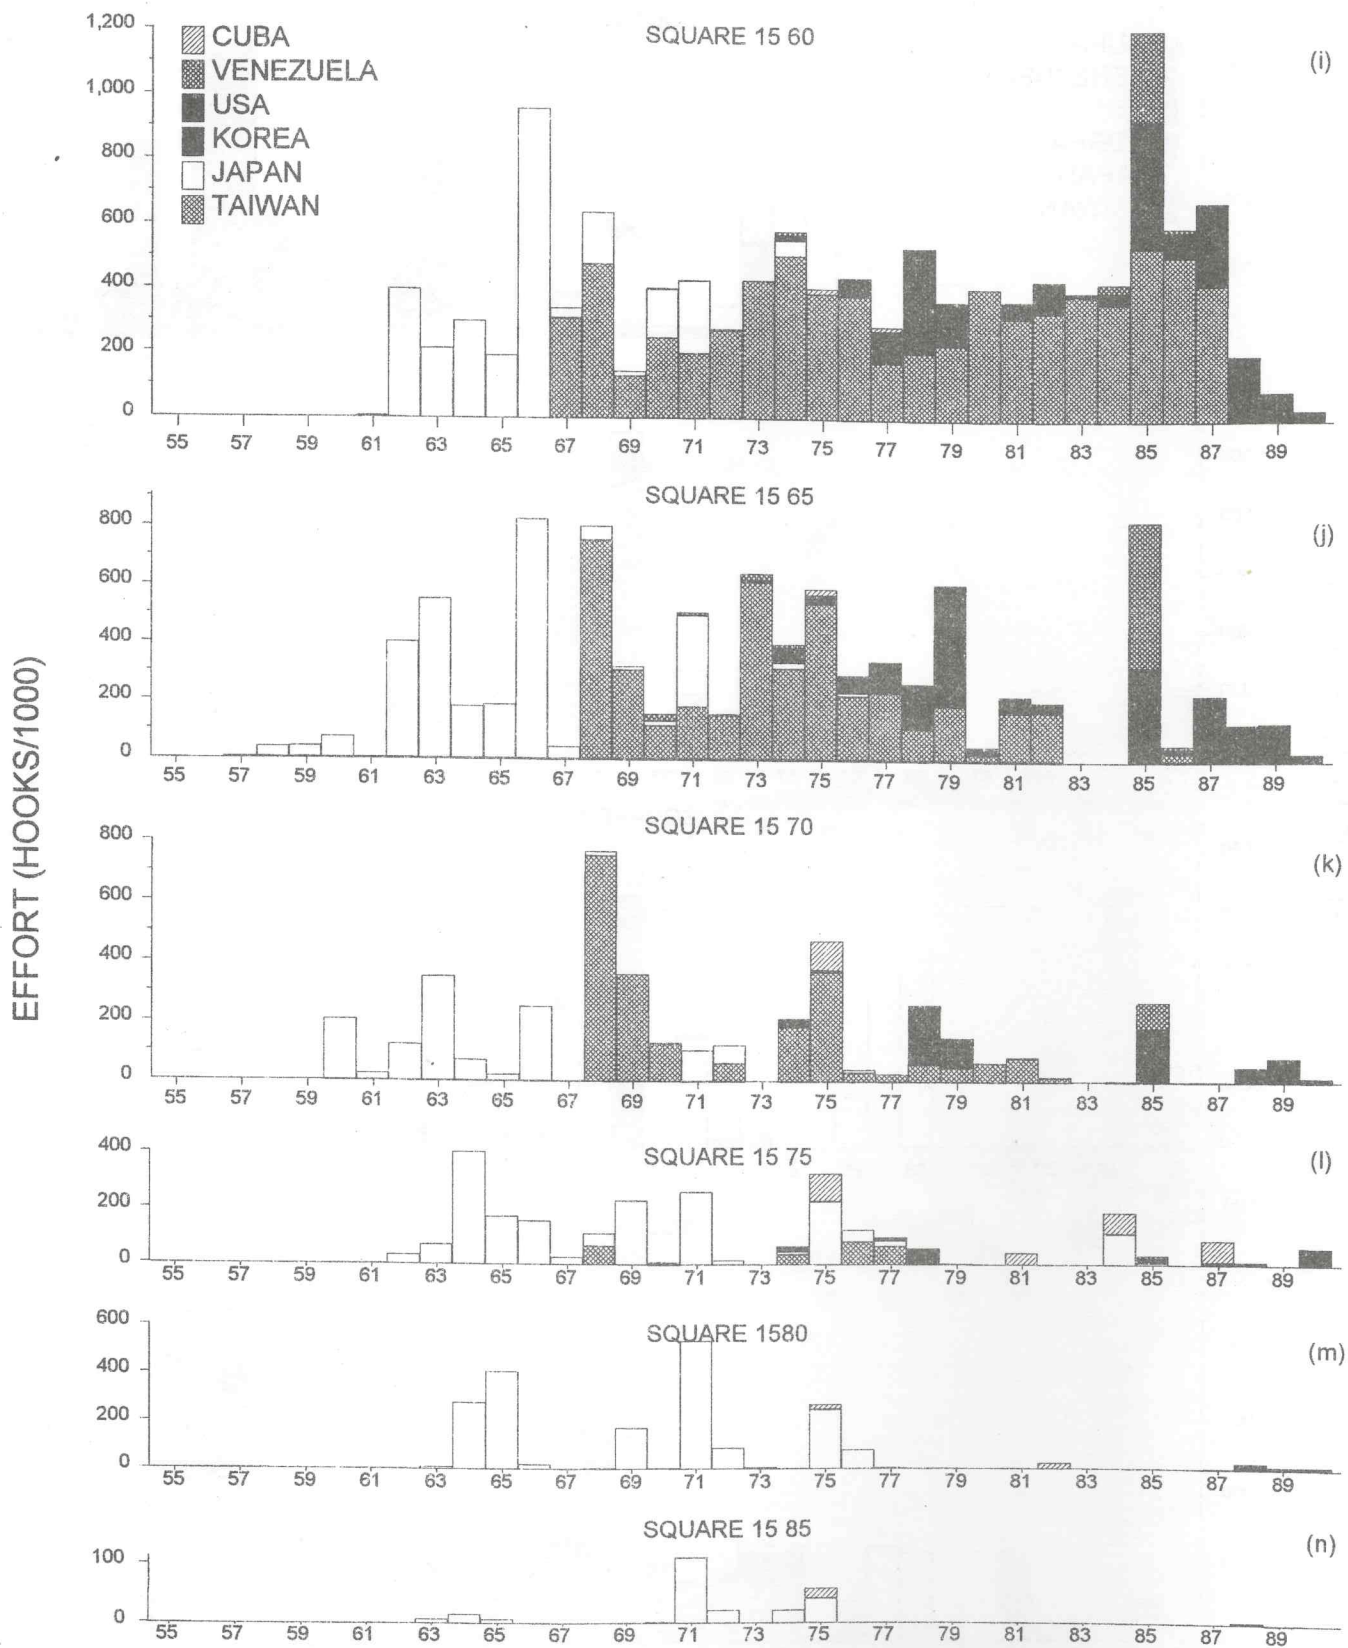 EFFORT (HOOKS/1000)
SQUARE 15 60
(i)
CUBA
VENEZUELA
USA
KOREA
JAPAN
TAIWAN
1,200
1,000
800
600
400
200
0
55 57 59 61 63 65 67 69 71 73 75 77 79 81 83 85 87 89
SQUARE 15 65
(j)
800
600
400
200
0
55 57 59 61 63 65 67 69 71 73 75 77 79 81 83 85 87 89
SQUARE 15 70
(k)
800
600
400
200
0
55 57 59 61 63 65 67 69 71 73 75 77 79 81 83 85 87 89
SQUARE 15 75
(l)
400
200
0
55 57 59 61 63 65 67 69 71 73 75 77 79 81 83 85 87 89
SQUARE 1580
(m)
600
400
200
0
55 57 59 61 63 65 67 69 71 73 75 77 79 81 83 85 87 89
SQUARE 15 85
(n)
100
0
55 57 59 61 63 65 67 69 71 73 75 77 79 81 83 85 87 89